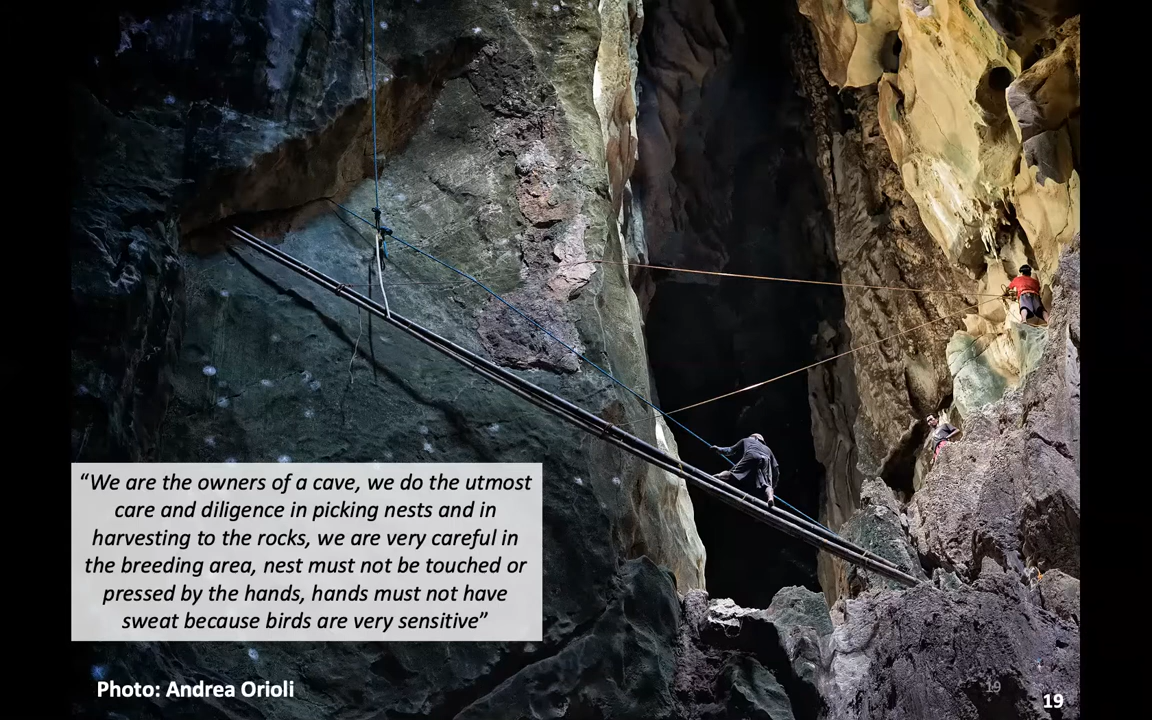 “We are the owners of a cave, we do the utmost
care and diligence in picking nests and in
harvesting to the rocks, we are very careful in
the breeding area, nest must not be touched or
pressed by the hands, hands must not have
sweat because birds are very sensitive”
Photo: Andrea Orioli
19
19